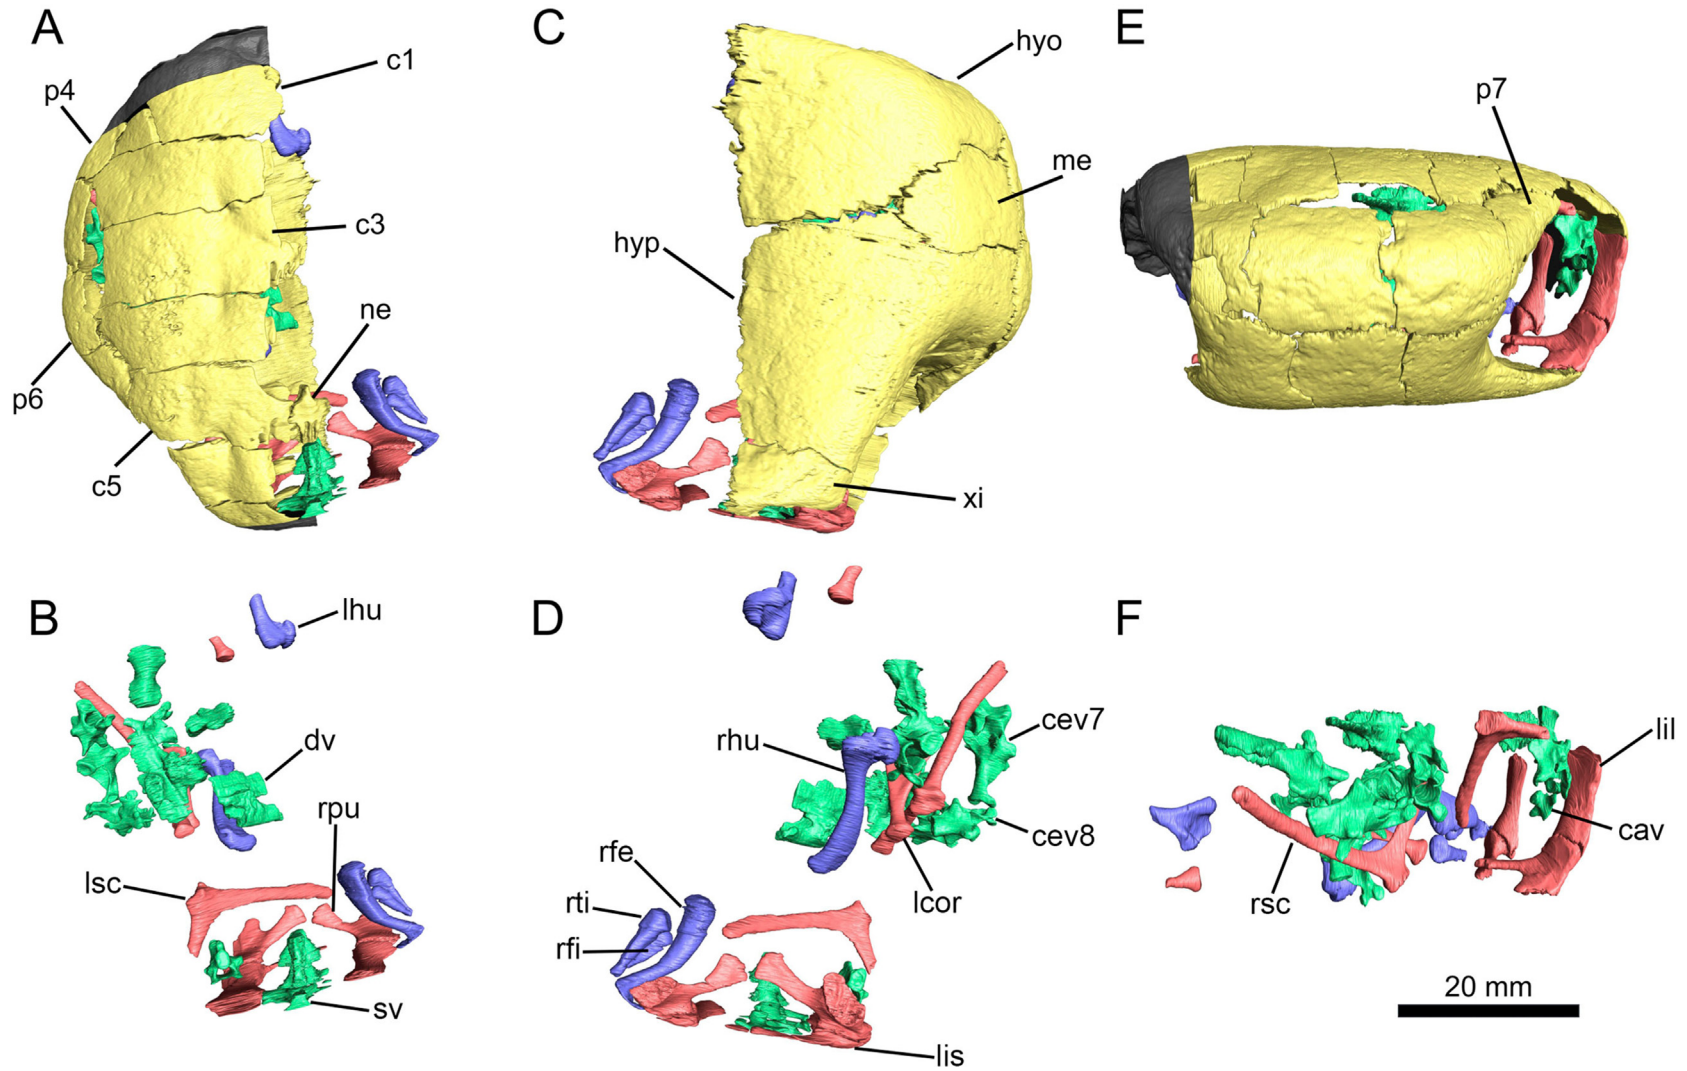 A
c1
p4
c3
ne
p6
c5
C
hyo
me
hyp
xi
E
p7
B
lhu
dv
rpu
lsc
sv
D
rhu
cev7
cev8
rfe
rti
lcor
rfi
lis
F
lil
cav
rsc
20 mm